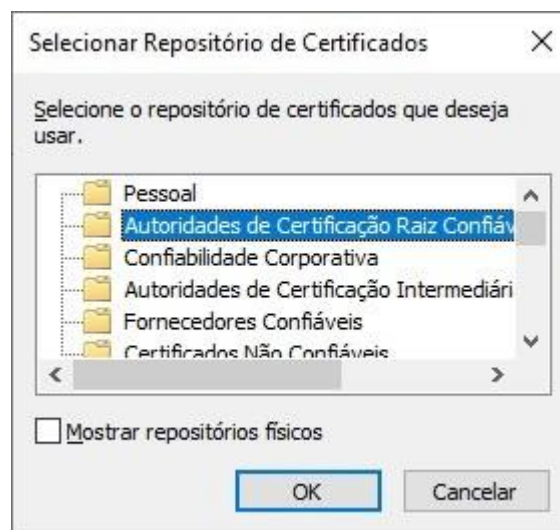 Selecionar Repositório de Certificados
Selecione o repositório de certificados que deseja
usar.
Pessoal
Autoridades de Certificação Raiz Confiáv
Confiabilidade Corporativa
Autoridades de Certificação Intermediári
Fornecedores Confiáveis
Certificados Não Confiáveis
Mostrar repositórios físicos
OK
Cancelar